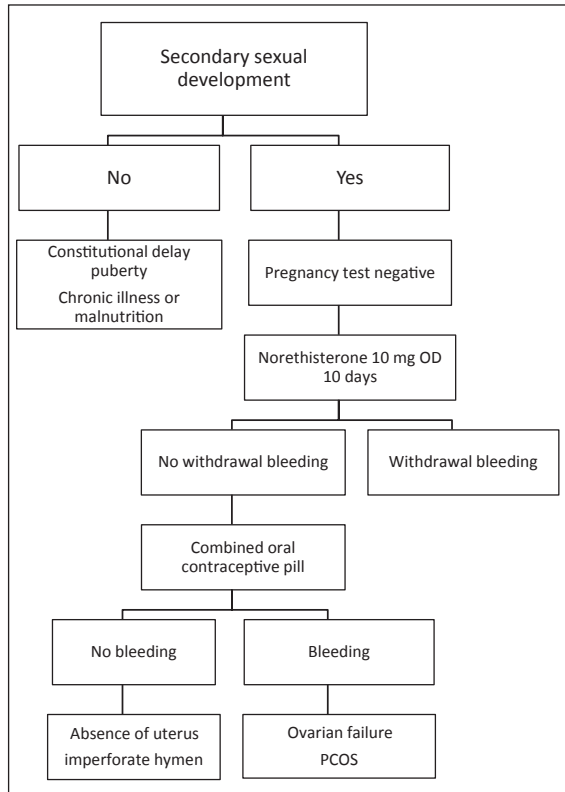 Secondary sexual
development
No
Yes
Constitutional delay
puberty
Chronic illness or
malnutrition
Pregnancy test negative
Norethisterone 10 mg OD
10 days
No withdrawal bleeding
Withdrawal bleeding
Combined oral
contraceptive pill
No bleeding
Bleeding
Absence of uterus
imperforate hymen
Ovarian failure
PCOS